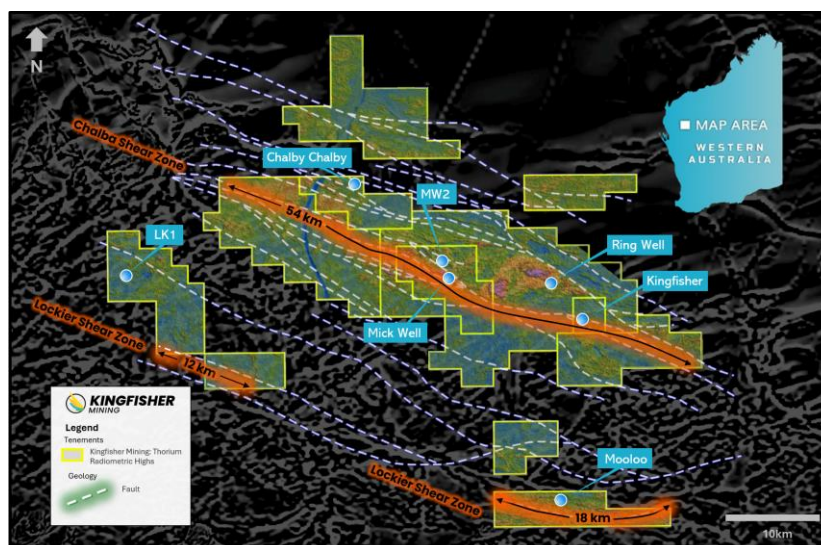 N
Chalba Shear Zone
Chalby Chalby
MW2
54 km
LK1
Ring Well
Kingfisher
Mick Well
Lockier Shear Zone
12 km
Lockier Shear Zone
Mooloo
18 km
MAP AREA
WESTERN
AUSTRALIA
KINGFISHER
MINING
Legend
Tenements
Kingfisher Mining: Thorium
Radiometric Highs
Geology
Fault
10km